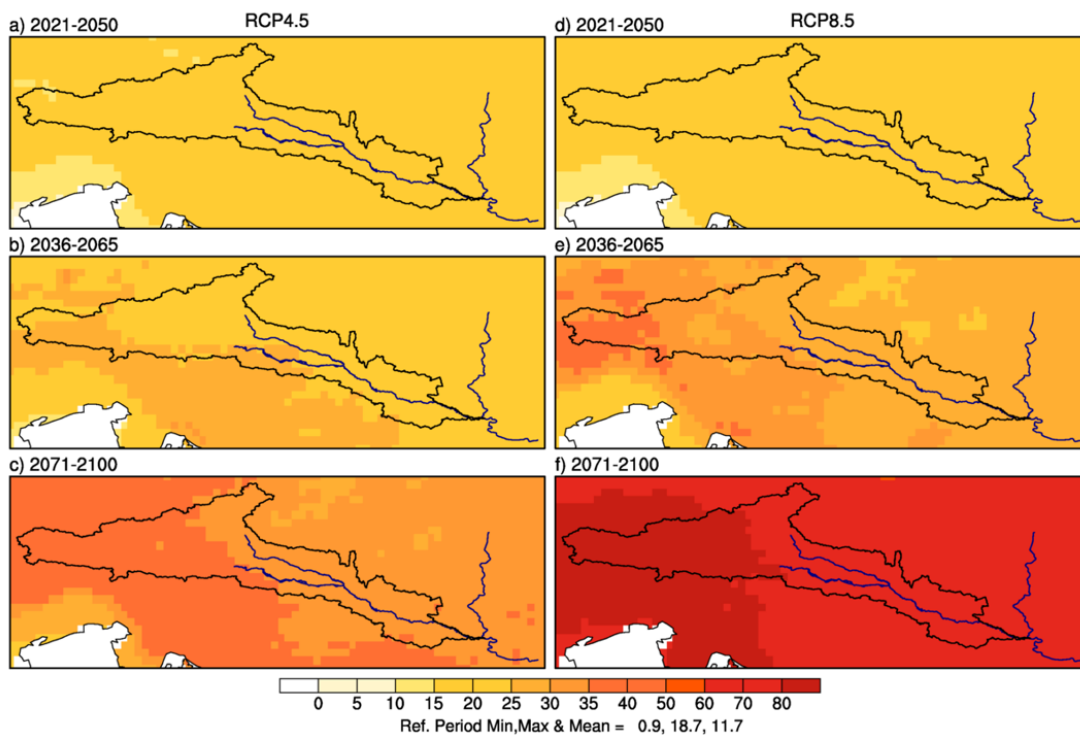 RCP4.5
RCP8.5
a) 2021-2050
d) 2021-2050
b) 2036-2065
e) 2036-2065
c) 2071-2100
f) 2071-2100
0 5 10 15 20 25 30 35 40 50 60 70 80
Ref. Period Min,Max & Mean = 0.9, 18.7, 11.7